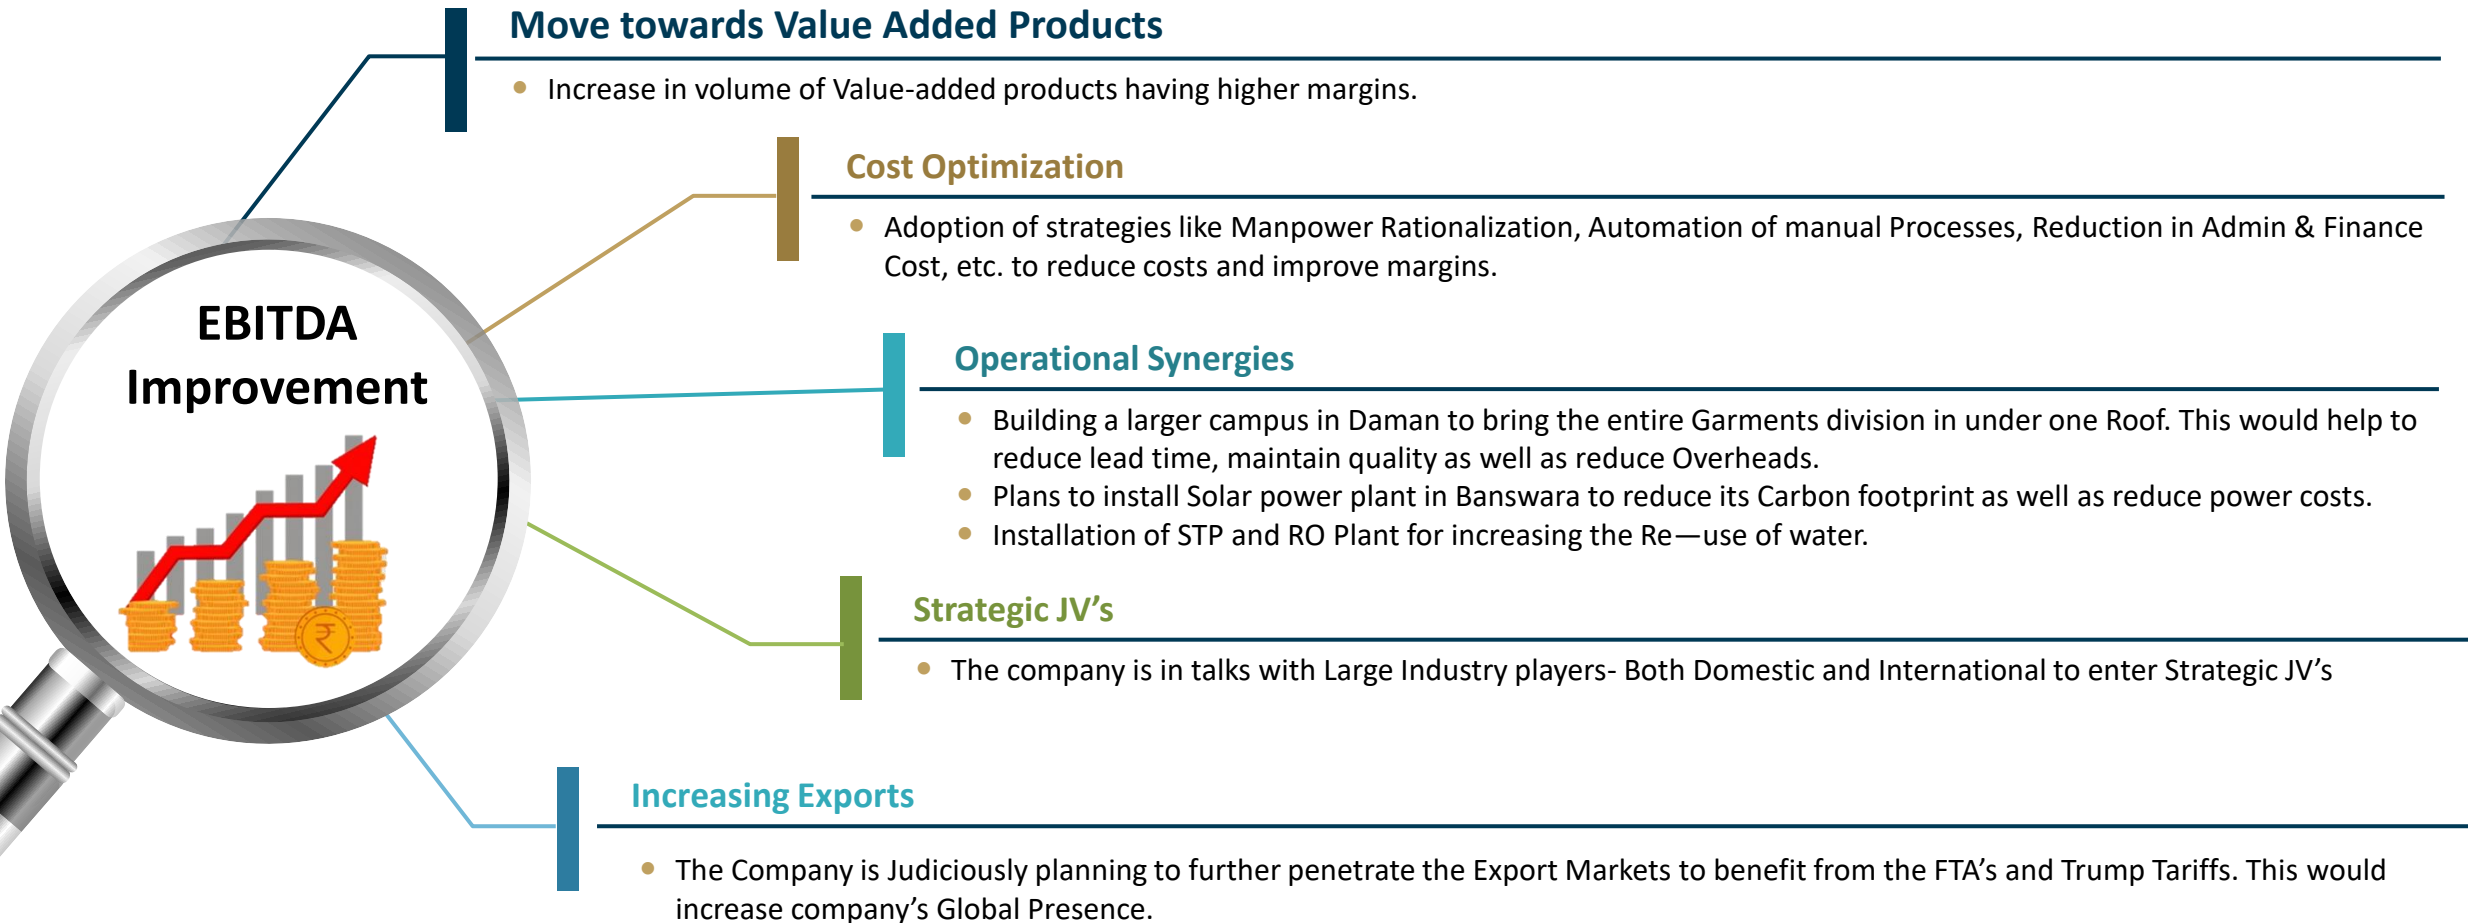 Move towards Value Added Products
Increase in volume of Value-added products having higher margins.
Cost Optimization
Adoption of strategies like Manpower Rationalization, Automation of manual Processes, Reduction in Admin & Finance
Cost, etc. to reduce costs and improve margins.
EBITDA
Improvement
₹
Operational Synergies
Building a larger campus in Daman to bring the entire Garments division in under one Roof. This would help to
reduce lead time, maintain quality as well as reduce Overheads.
Plans to install Solar power plant in Banswara to reduce its Carbon footprint as well as reduce power costs.
Installation of STP and RO Plant for increasing the Re—use of water.
Strategic JV’s
The company is in talks with Large Industry players- Both Domestic and International to enter Strategic JV’s
Increasing Exports
The Company is Judiciously planning to further penetrate the Export Markets to benefit from the FTA’s and Trump Tariffs. This would
increase company’s Global Presence.